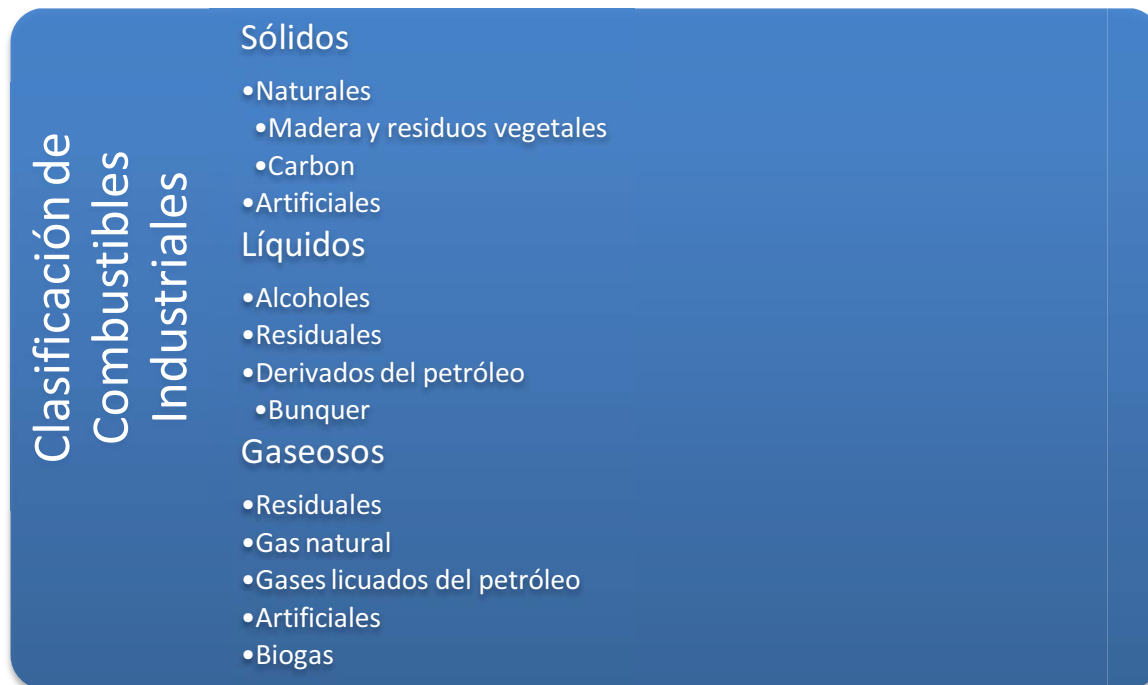 Clasificación de
Combustibles
Industriales
Sólidos
•Naturales
•Madera y residuos vegetales
•Carbon
•Artificiales
Líquidos
•Alcoholes
•Residuales
•Derivados del petróleo
•Bunquer
Gaseosos
•Residuales
•Gas natural
•Gases licuados del petróleo
•Artificiales
•Biogas